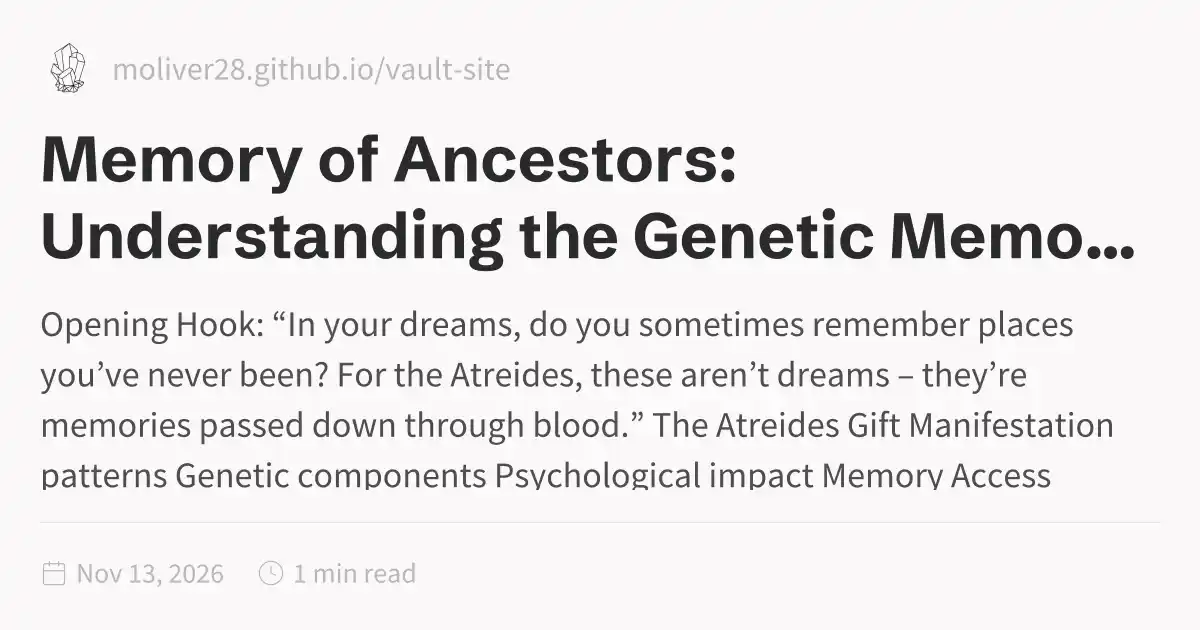 moliver28.github.io/vault-site
Memory of Ancestors:
Understanding the Genetic Memo...
Opening Hook: “In your dreams, do you sometimes remember places
you’ve never been? For the Atreides, these aren’t dreams – they’re
memories passed down through blood.” The Atreides Gift Manifestation
patterns Genetic components Psychological impact Memory Access
Nov 13, 2026
1 min read